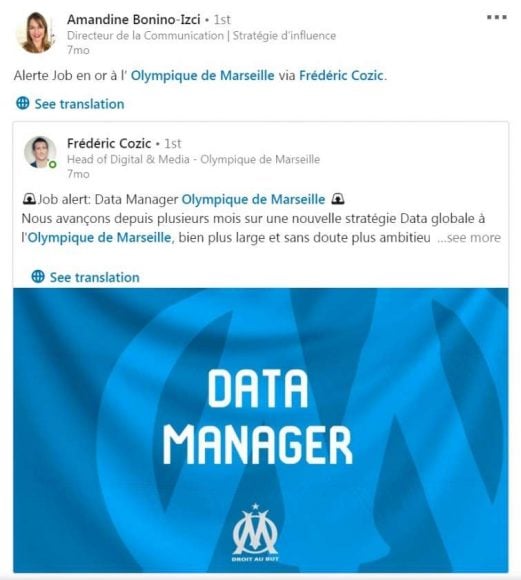 Amandine Bonino-Izci • 1st
Directeur de la Communication | Stratégie d'influence
7mo
Alerte Job en or à l' Olympique de Marseille via Frédéric Cozic.
See translation
Frédéric Cozic • 1st
Head of Digital & Media - Olympique de Marseille
7mo
Job alert: Data Manager Olympique de Marseille
Nous avançons depuis plusieurs mois sur une nouvelle stratégie Data globale à
l'Olympique de Marseille, bien plus large et sans doute plus ambitieu ...see more
See translation
DATA
MANAGER
DROIT AU BUT